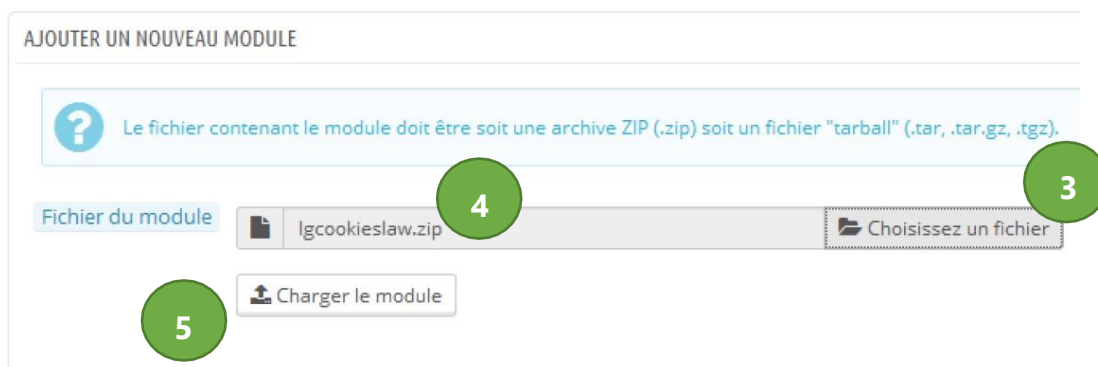 AJOUTER UN NOUVEAU MODULE
Le fichier contenant le module doit être soit une archive ZIP (.zip) soit un fichier "tarball" (.tar, .tar.gz, .tgz).
3
4
Fichier du module lgcookieslaw.zip Choisissez un fichier
Charger le module
5